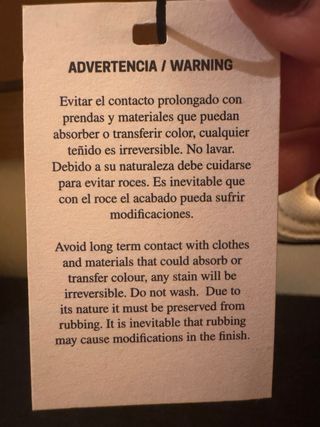 ADVERTENCIA / WARNING
Evitar el contacto prolongado con
prendas y materiales que puedan
absorber o transferir color, cualquier
teñido es irreversible. No lavar.
Debido a su naturaleza debe cuidarse
para evitar roces. Es inevitable que
con el roce el acabado pueda sufrir
modificaciones.
Avoid long term contact with clothes
and materials that could absorb or
transfer colour, any stain will be
irreversible. Do not wash. Due to
its nature it must be preserved from
rubbing. It is inevitable that rubbing
may cause modifications in the finish.